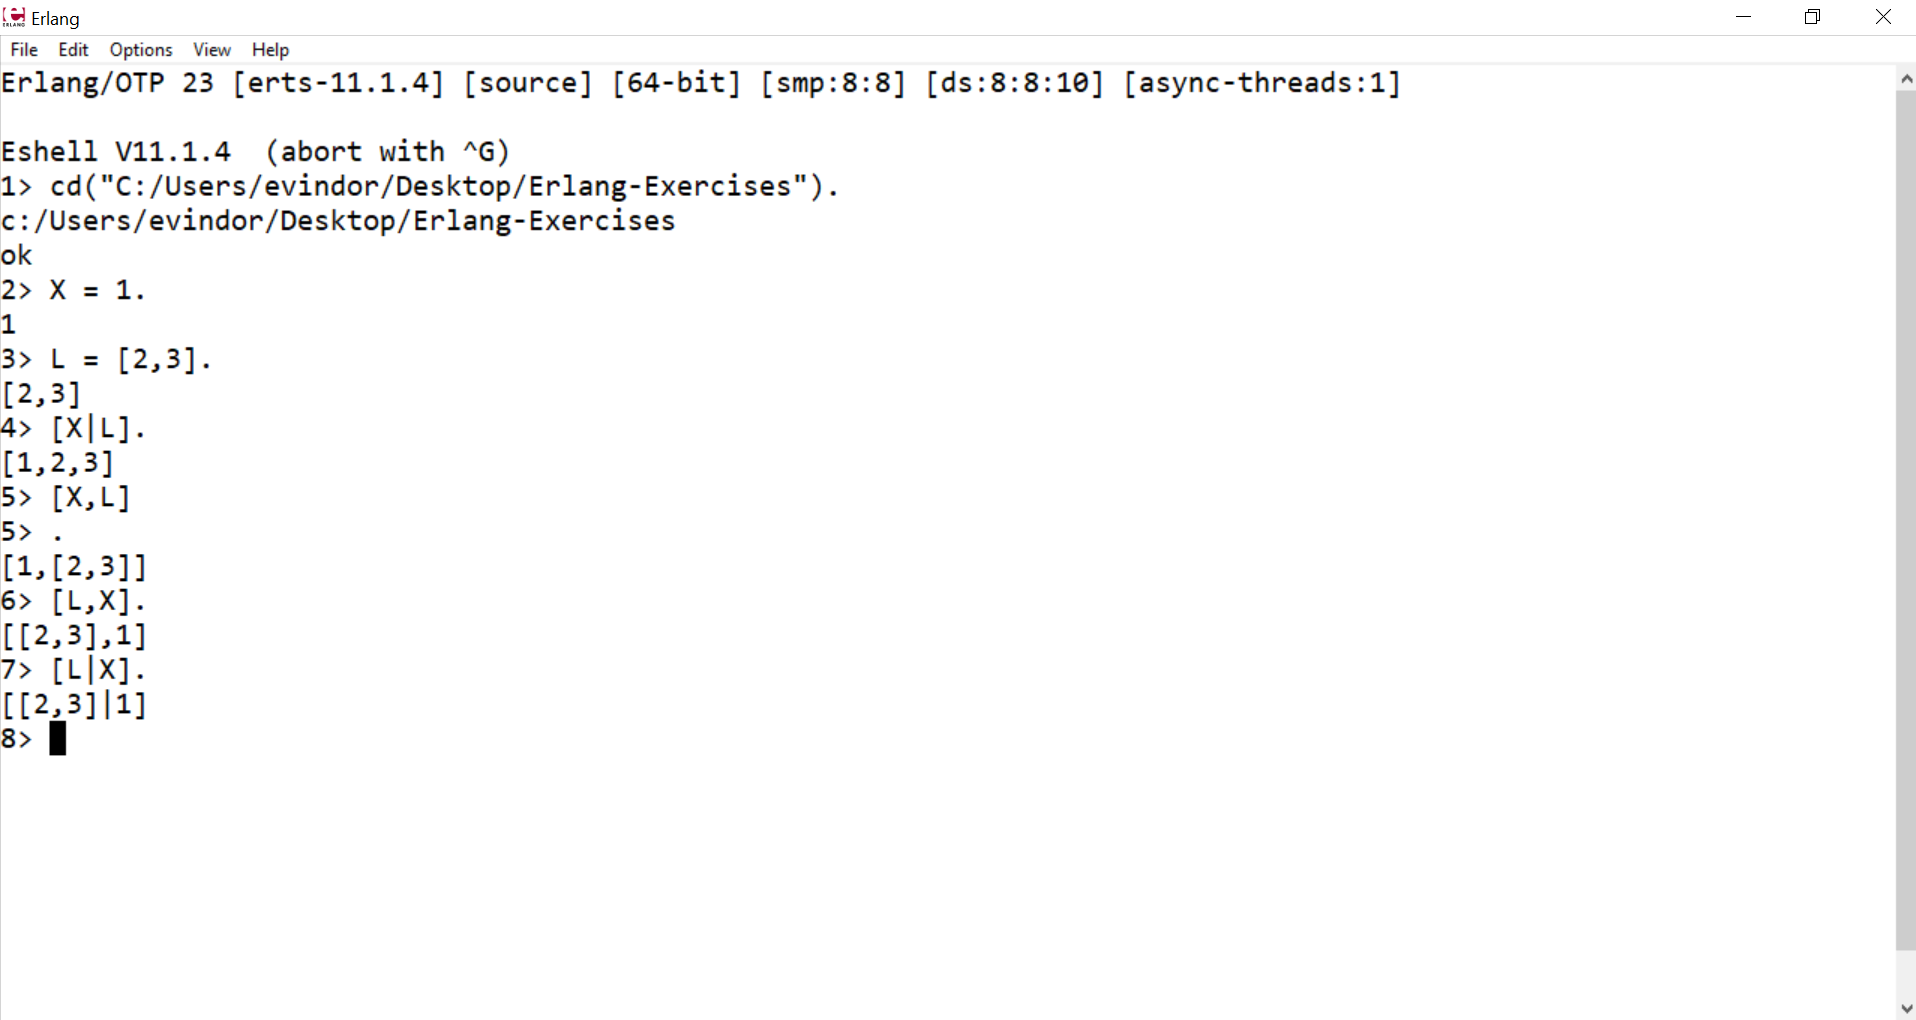 ERLANG Erlang
File Edit Options View Help
Erlang/OTP 23 [erts-11.1.4] [source] [64-bit] [smp:8:8] [ds:8:8:10] [async-threads:1]
Eshell V11.1.4  (abort with ^G)
1> cd("C:/Users/evindor/Desktop/Erlang-Exercises").
c:/Users/evindor/Desktop/Erlang-Exercises
ok
2> X = 1.
1
3> L = [2,3].
[2,3]
4> [X|L].
[1,2,3]
5> [X,L]
5> .
[1,[2,3]]
6> [L,X].
[[2,3],1]
7> [L|X].
[[2,3]|1]
8>